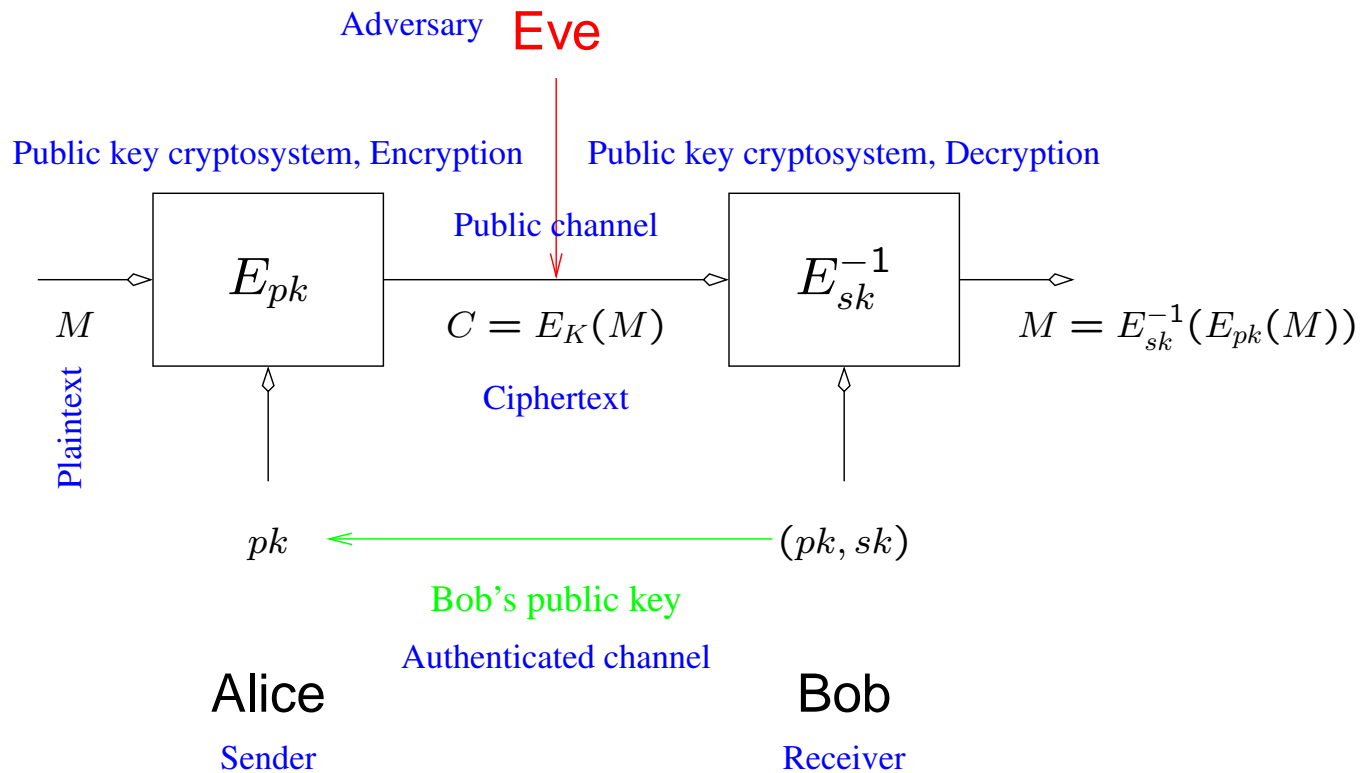 Adversary Eve
Public key cryptosystem, Encryption
Public key cryptosystem, Decryption
Public channel
E_{pk}
E_{sk}^{-1}
M
C = E_K(M)
M = E_{sk}^{-1}(E_{pk}(M))
Plaintext
Ciphertext
pk
(pk, sk)
Bob's public key
Authenticated channel
Alice
Bob
Sender
Receiver